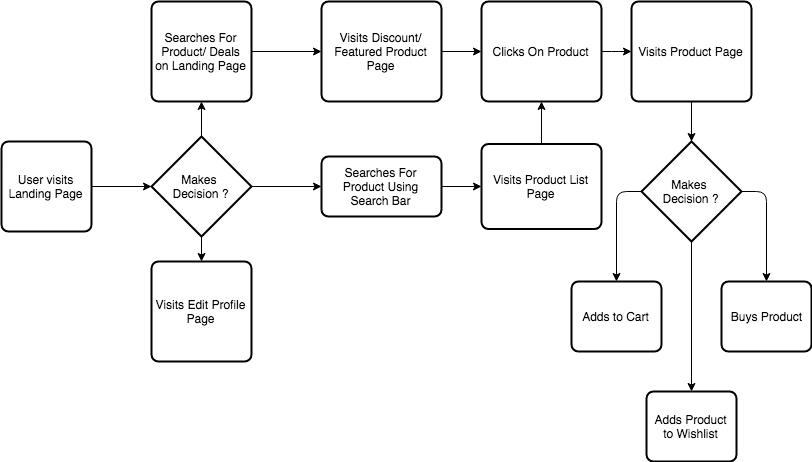 Searches For
Product/ Deals
on Landing Page
Visits Discount/
Featured Product
Page
Clicks On Product
Visits Product Page
User visits
Landing Page
Makes
Decision ?
Searches For
Product Using
Search Bar
Visits Product List
Page
Makes
Decision ?
Visits Edit Profile
Page
Adds to Cart
Buys Product
Adds Product
to Wishlist